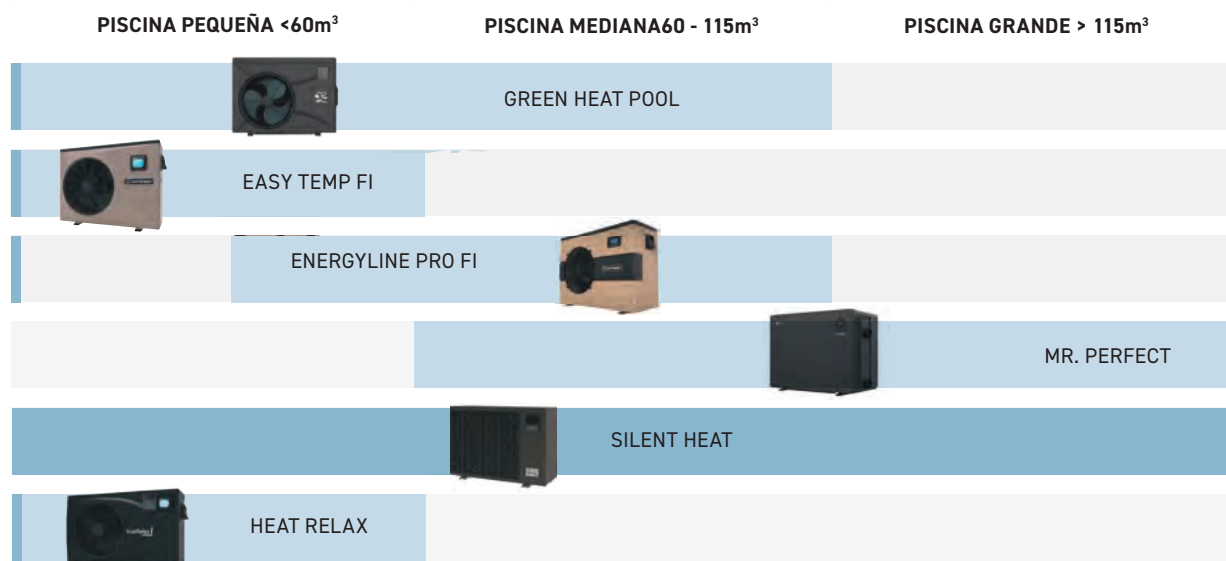 PISCINA PEQUEÑA <60m³
PISCINA MEDIANA60 - 115m³
PISCINA GRANDE > 115m³
GREEN HEAT POOL
EASY TEMP FI
ENERGYLINE PRO FI
MR. PERFECT
SILENT HEAT
HEAT RELAX